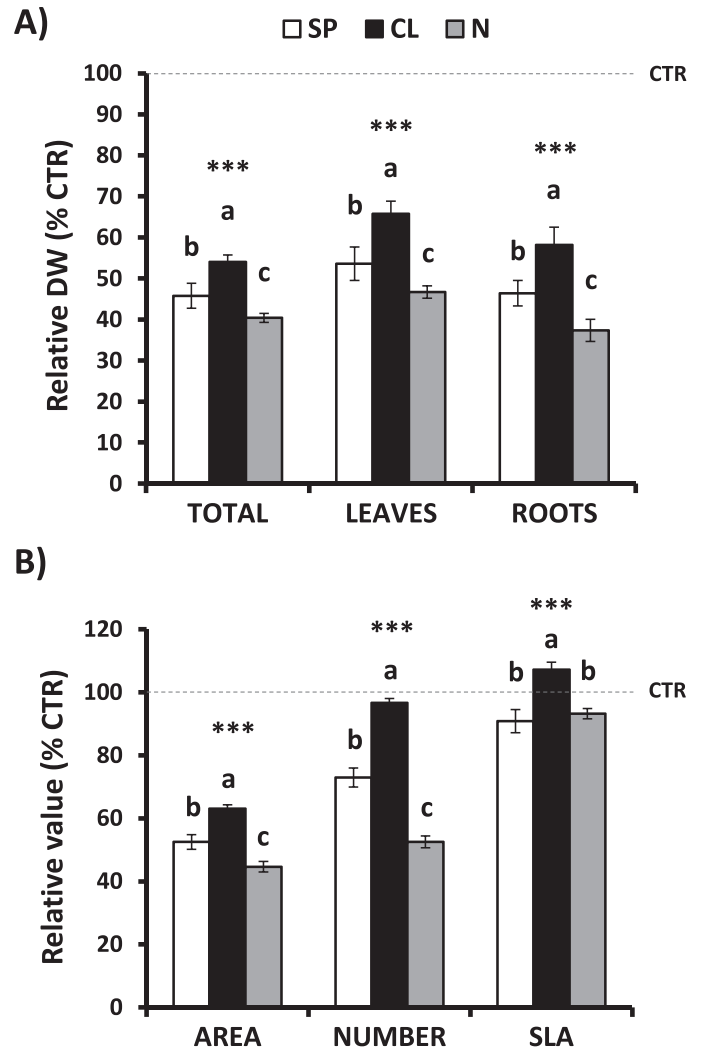 A)
SP CL N
100 CTR
90
80
70
60
50
40
30
20
10
0
Relative DW (% CTR)
*** *** ***
b a c b a c b a c
TOTAL LEAVES ROOTS
B)
120
100 CTR
80
60
40
20
0
Relative value (% CTR)
*** *** ***
b a c b a c b a b
AREA NUMBER SLA